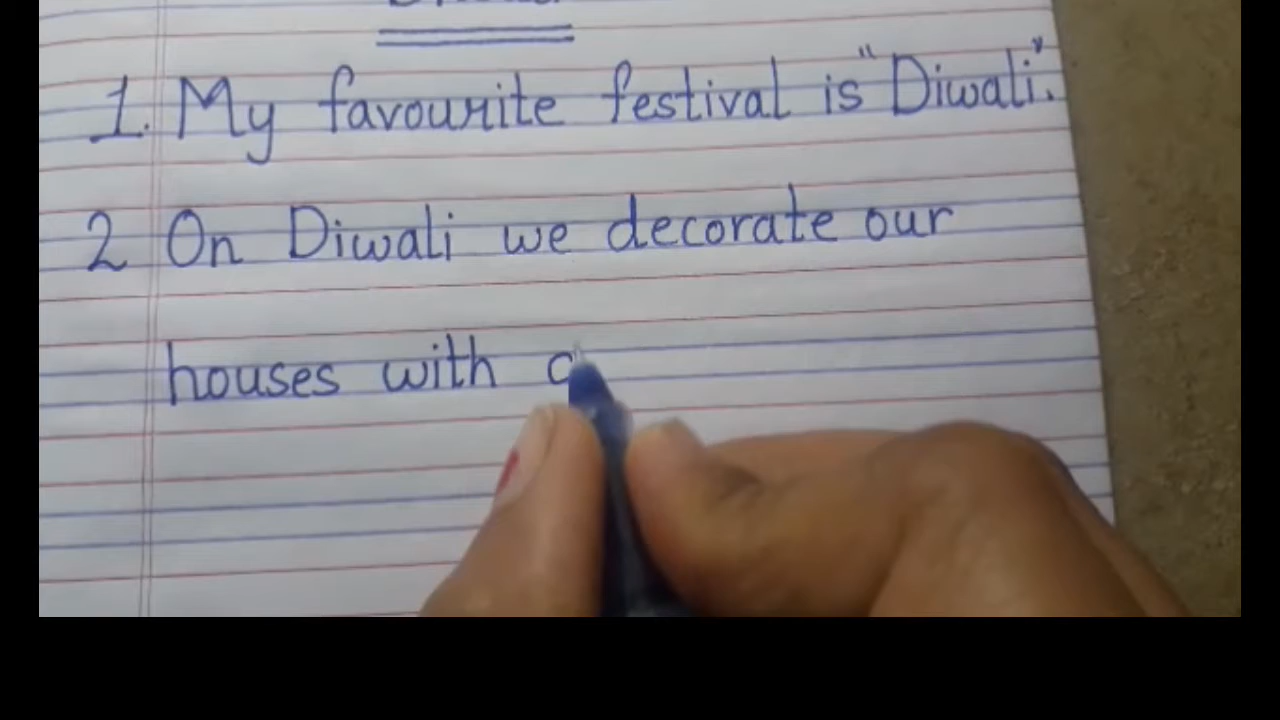 1. My favourite festival is "Diwali".
2 On Diwali we decorate our
houses with